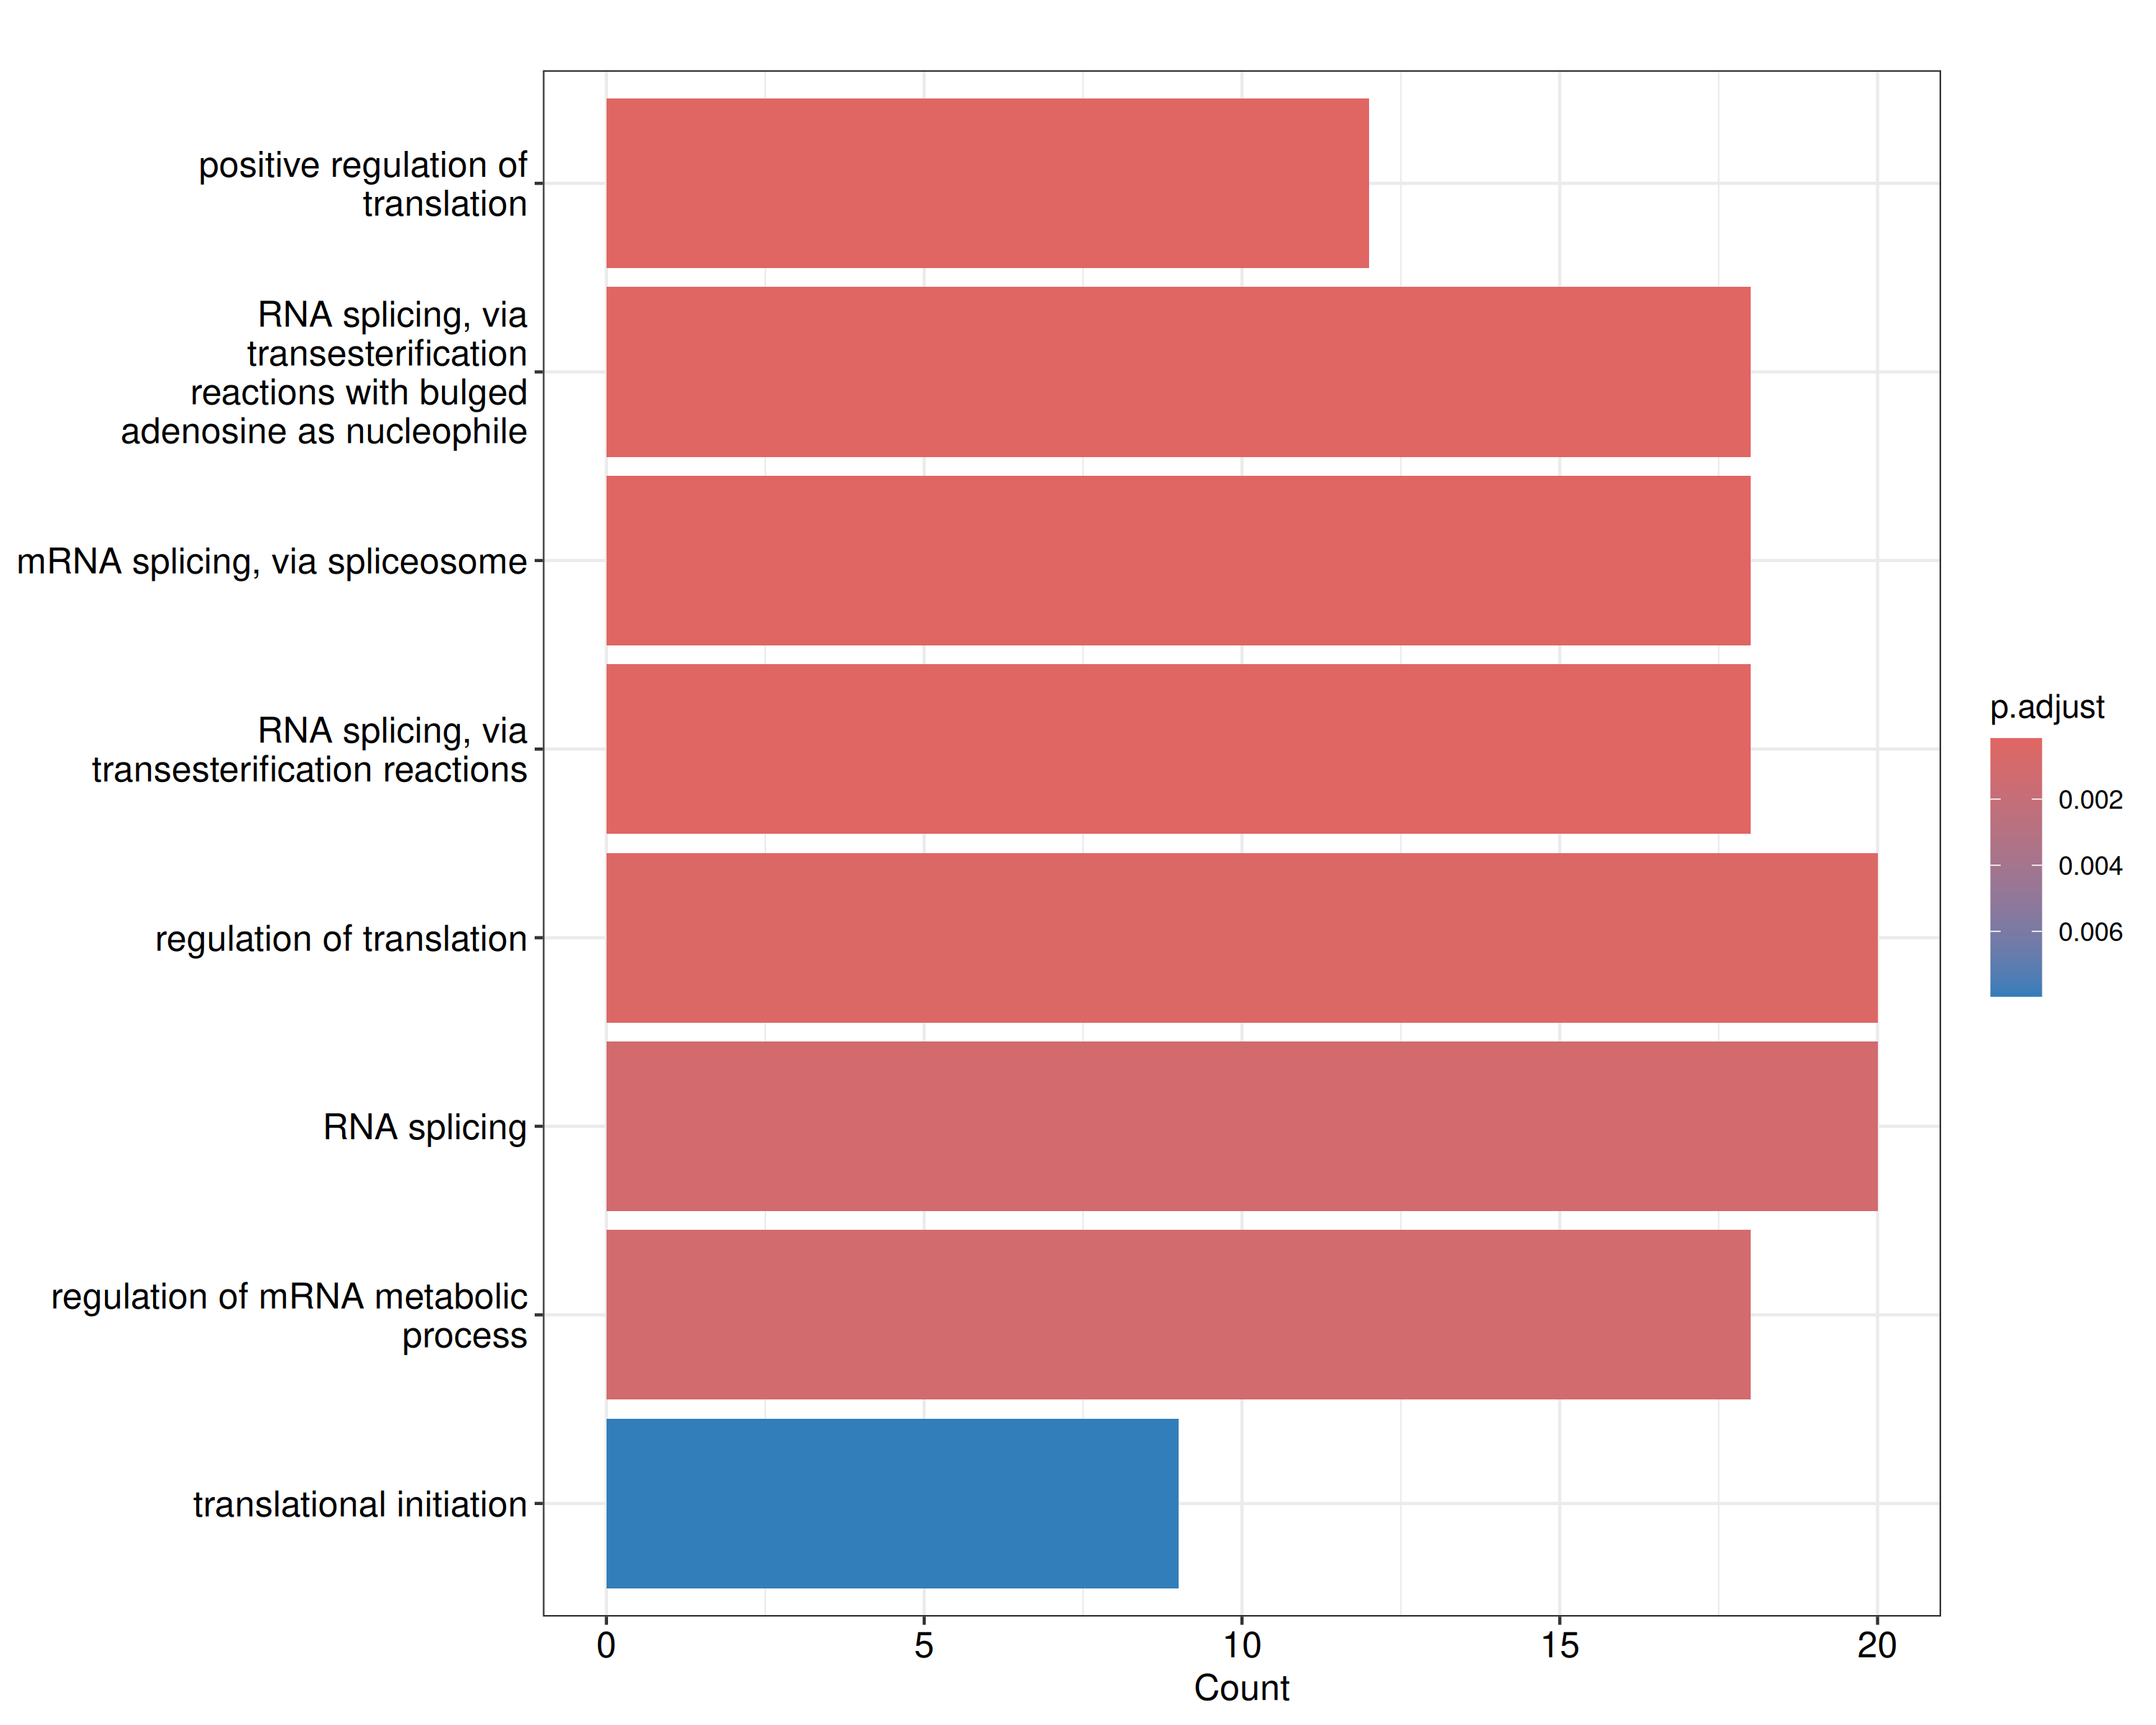 positive regulation of
translation
RNA splicing, via
transesterification
reactions with bulged
adenosine as nucleophile
mRNA splicing, via spliceosome
RNA splicing, via
transesterification reactions
regulation of translation
RNA splicing
regulation of mRNA metabolic
process
translational initiation
0 5 10 15 20
Count
p.adjust
0.002
0.004
0.006